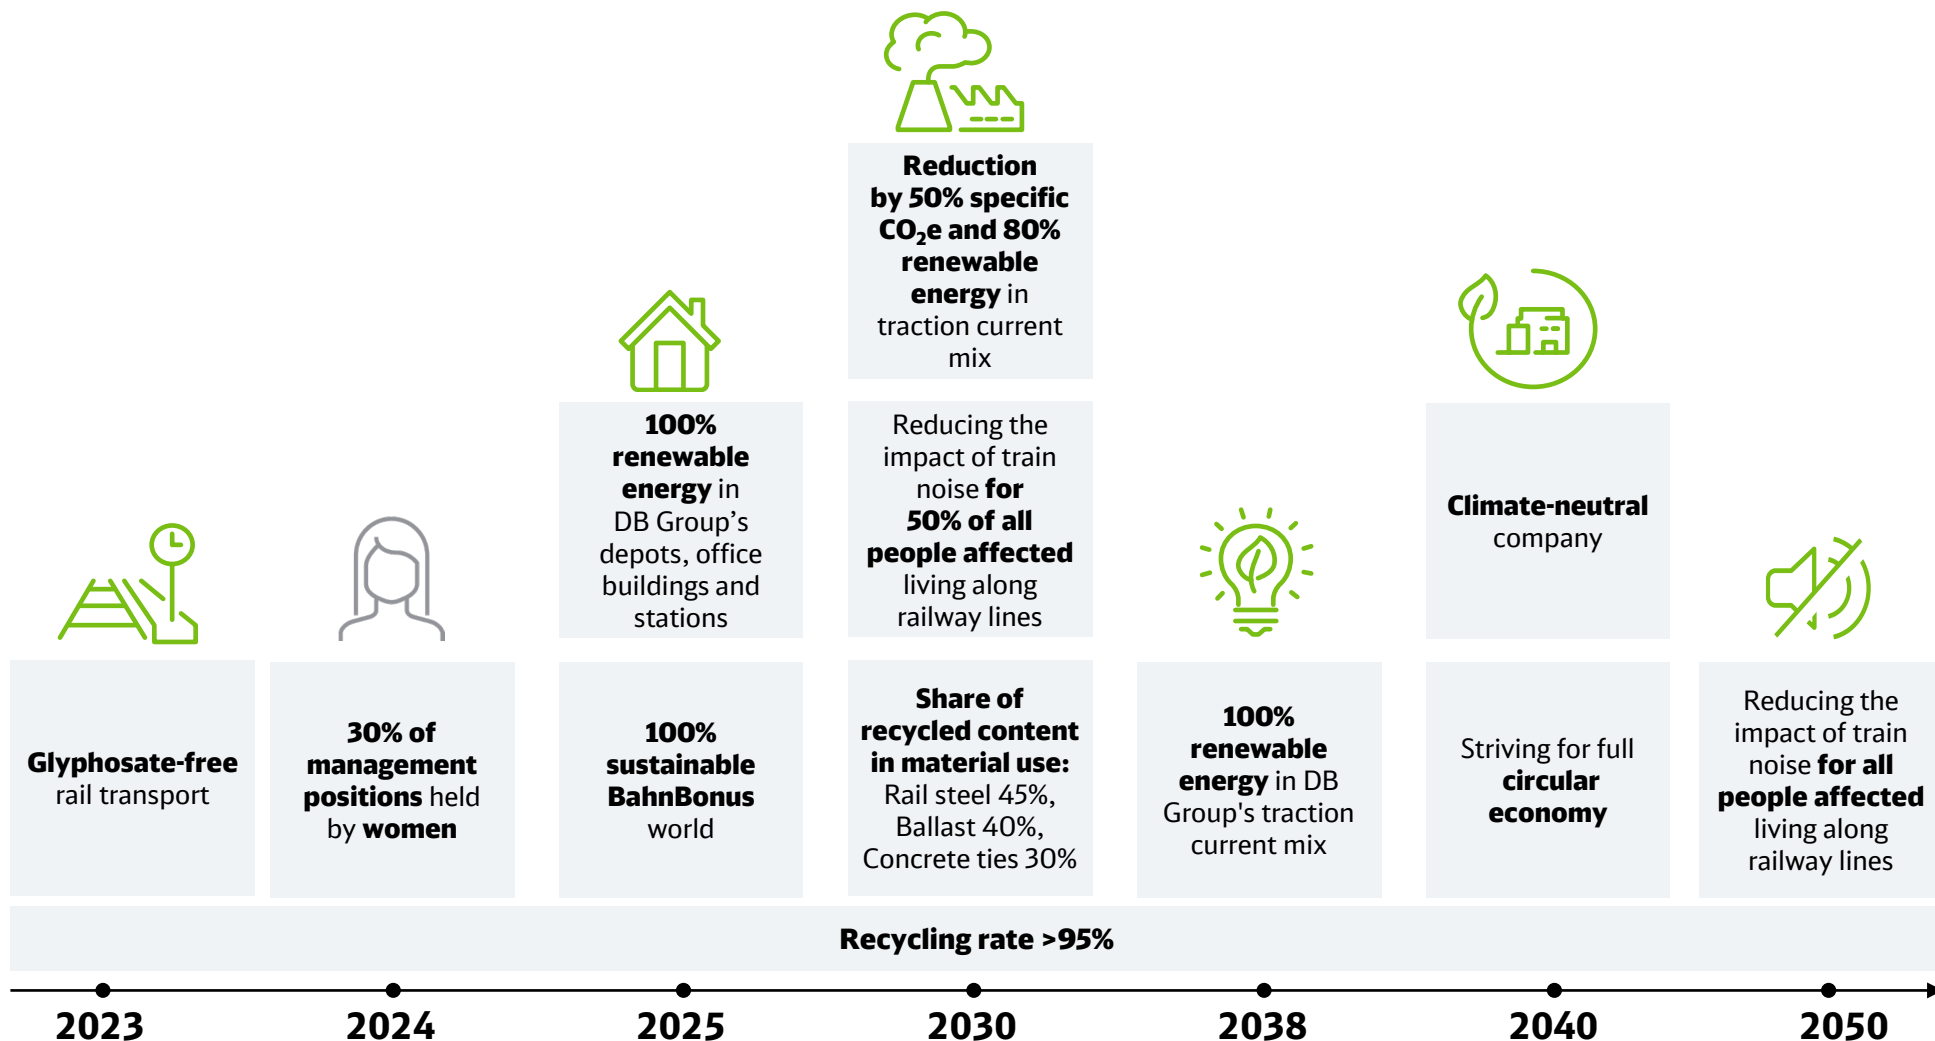 Reduction
by 50% specific
CO₂e and 80%
renewable
energy in
traction current
mix
100%
renewable
energy in
DB Group’s
depots, office
buildings and
stations
Reducing the
impact of train
noise for
50% of all
people affected
living along
railway lines
Climate-neutral
company
Glyphosate-free
rail transport
30% of
management
positions held
by women
100%
sustainable
BahnBonus
world
Share of
recycled content
in material use:
Rail steel 45%,
Ballast 40%,
Concrete ties 30%
100%
renewable
energy in DB
Group's traction
current mix
Striving for full
circular
economy
Reducing the
impact of train
noise for all
people affected
living along
railway lines
Recycling rate >95%
2023 2024 2025 2030 2038 2040 2050